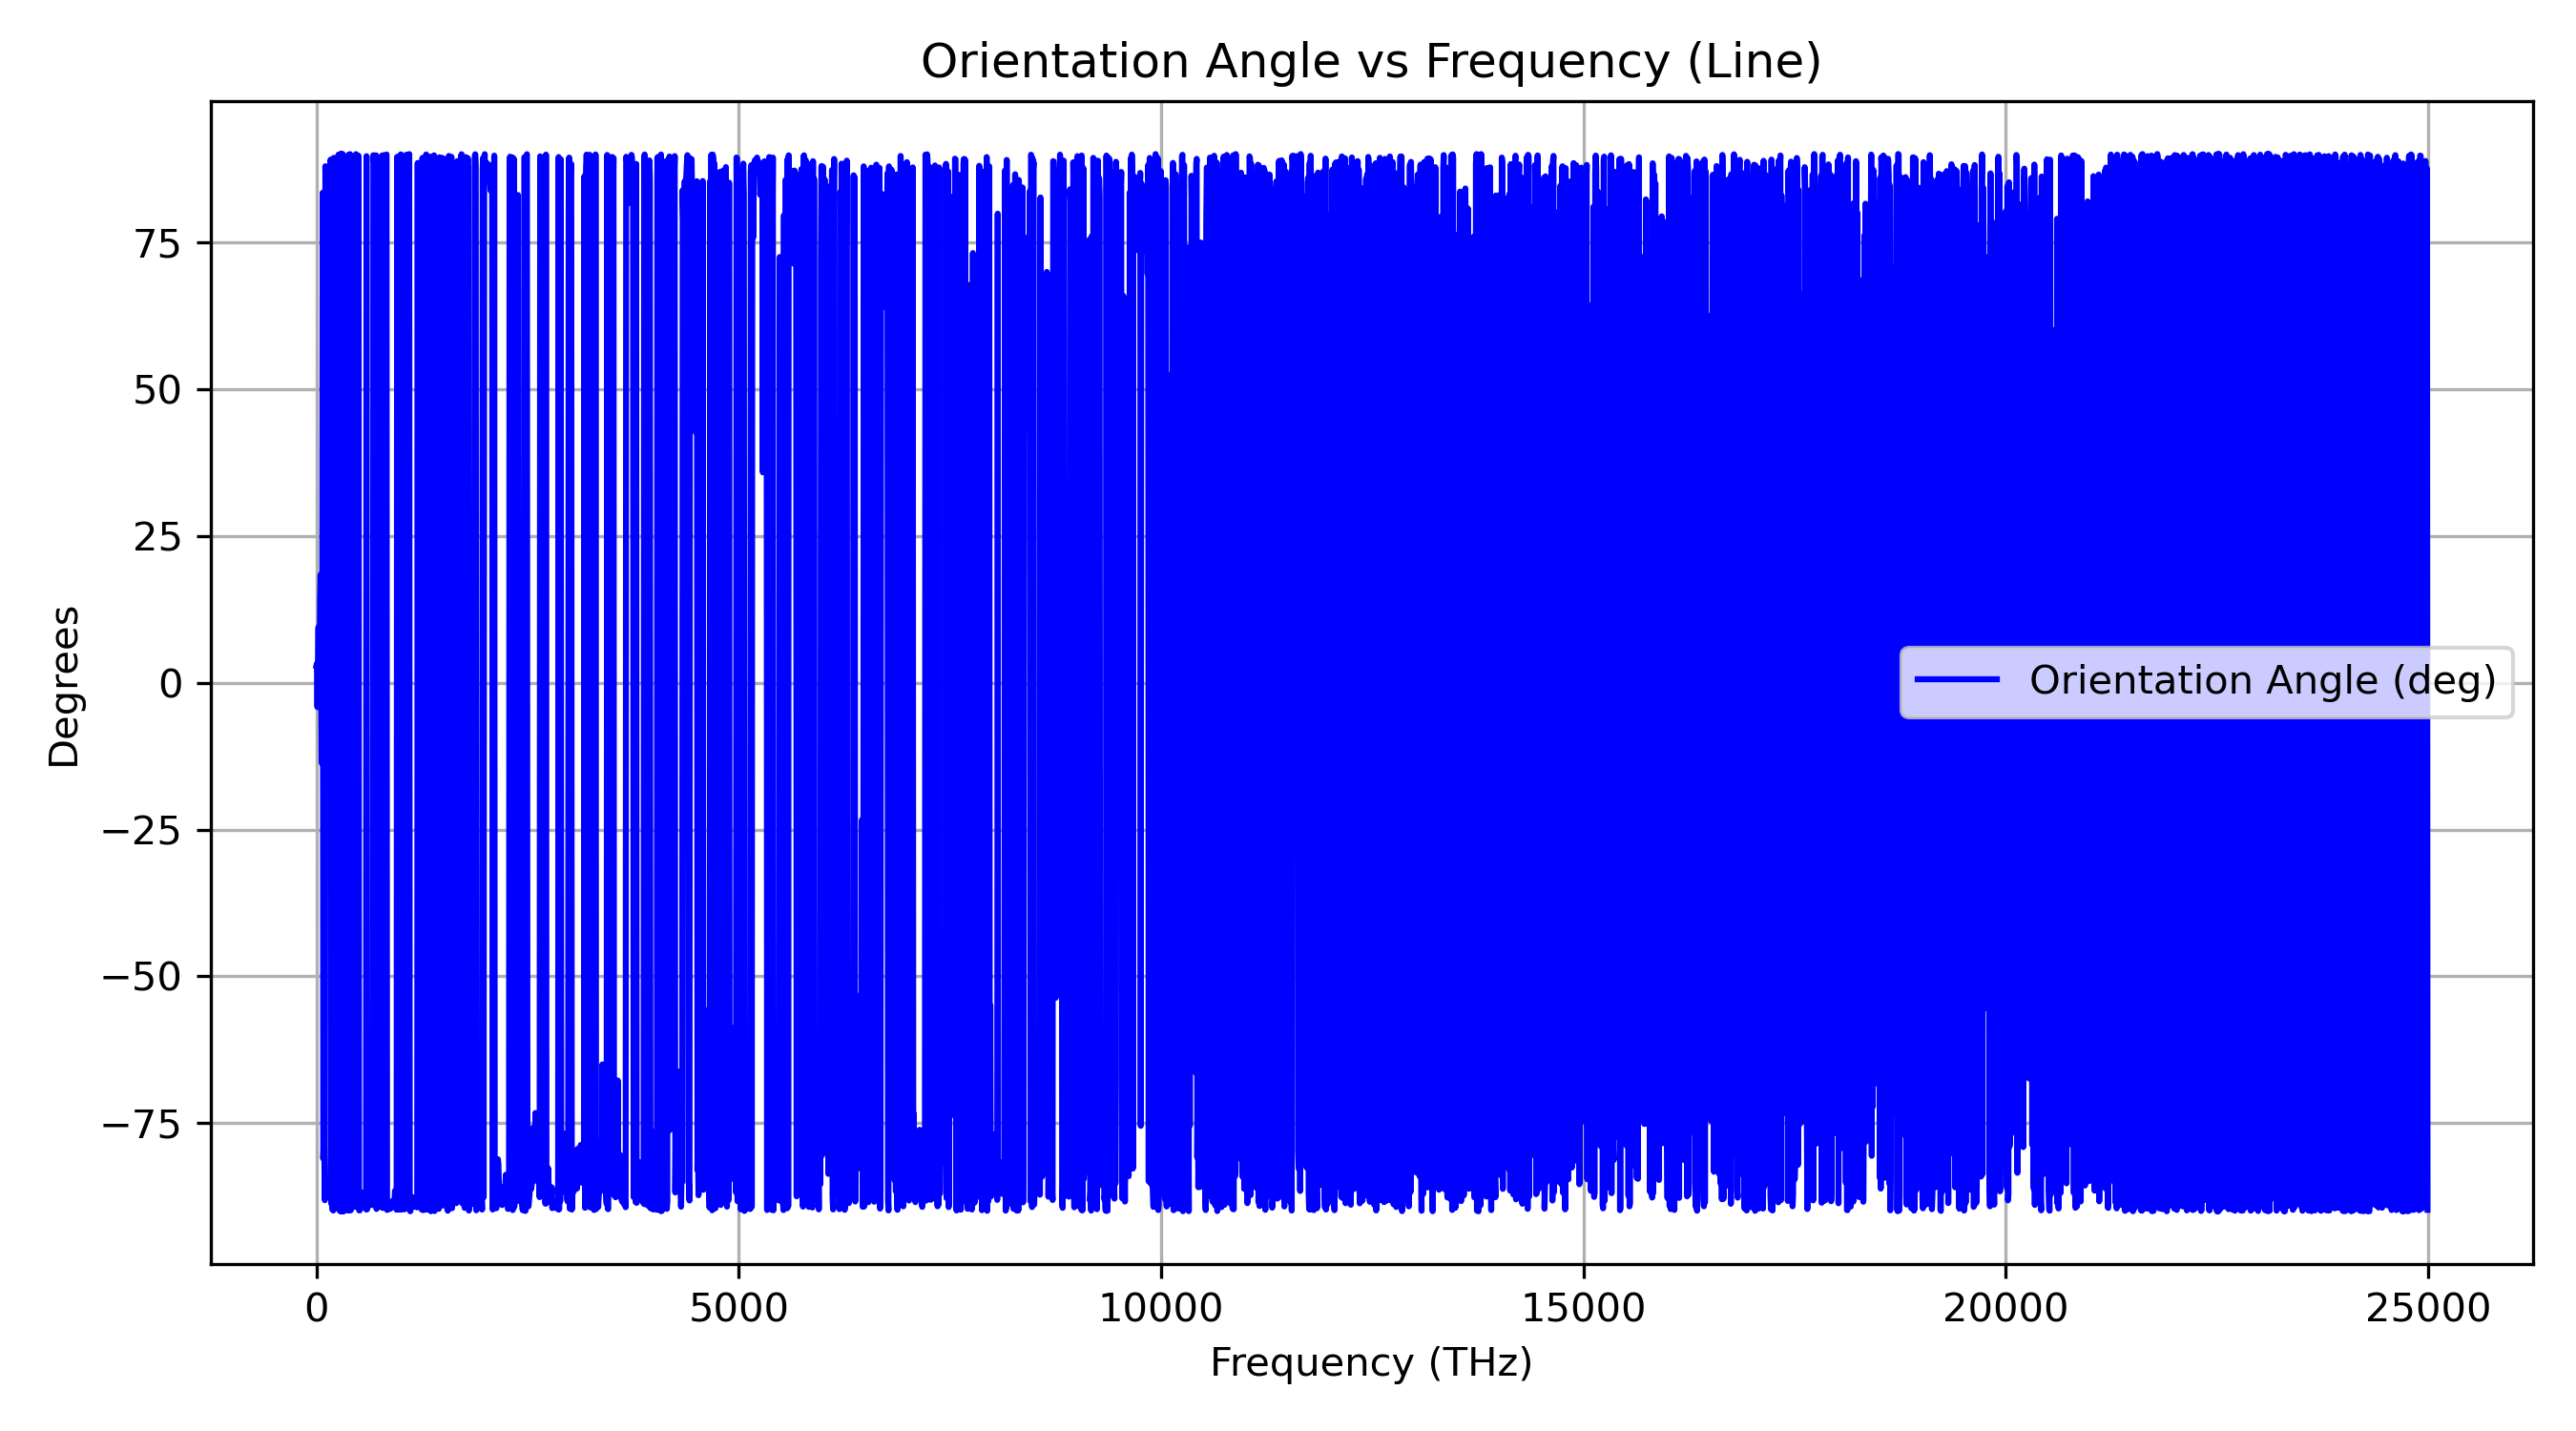 Orientation Angle vs Frequency (Line)
75
50
25
0
−25
−50
−75
Degrees
Orientation Angle (deg)
0 5000 10000 15000 20000 25000
Frequency (THz)